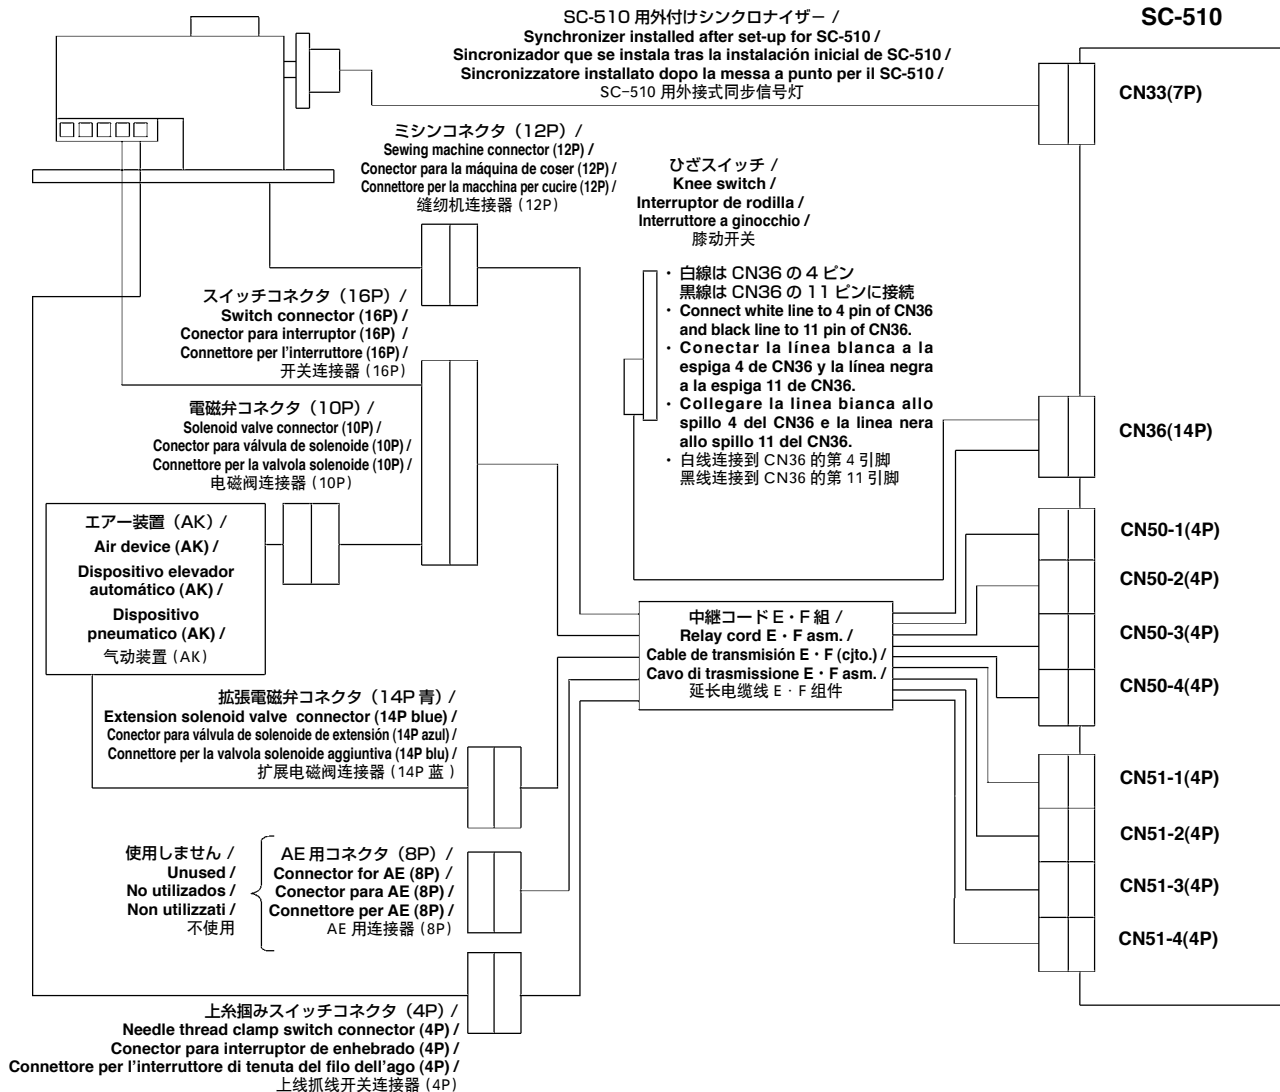 SC-510 用外付けシンクロナイザー /
Synchronizer installed after set-up for SC-510 /
Sincronizador que se instala tras la instalación inicial de SC-510 /
Sincronizzatore installato dopo la messa a punto per il SC-510 /
SC-510 用外接式同步信号灯
SC-510
CN33(7P)
ミシンコネクタ（12P）/
Sewing machine connector (12P) /
Conector para la máquina de coser (12P) /
Connettore per la macchina per cucire (12P) /
缝纫机连接器 (12P)
ひざスイッチ /
Knee switch /
Interruptor de rodilla /
Interruttore a ginocchio /
膝动开关
・ 白線は CN36 の 4 ピン
黒線は CN36 の 11 ピンに接続
・ Connect white line to 4 pin of CN36
and black line to 11 pin of CN36.
・ Conectar la línea blanca a la
espiga 4 de CN36 y la línea negra
a la espiga 11 de CN36.
・ Collegare la linea bianca allo
spillo 4 del CN36 e la linea nera
allo spillo 11 del CN36.
・ 白线连接到 CN36 的第 4 引脚
黑线连接到 CN36 的第 11 引脚
スイッチコネクタ（16P）/
Switch connector (16P) /
Conector para interruptor (16P) /
Connettore per l'interruttore (16P) /
开关连接器 (16P)
電磁弁コネクタ（10P）/
Solenoid valve connector (10P) /
Conector para válvula de solenoide (10P) /
Connettore per la valvola solenoide (10P) /
电磁阀连接器 (10P)
CN36(14P)
エアー装置（AK）/
Air device (AK) /
Dispositivo elevador
automático (AK) /
Dispositivo
pneumatico (AK) /
气动装置 (AK)
CN50-1(4P)
CN50-2(4P)
CN50-3(4P)
CN50-4(4P)
中継コード E・F 組 /
Relay cord E・F asm. /
Cable de transmisión E・F (cjto.) /
Cavo di trasmissione E・F asm. /
延长电缆线 E・F 组件
拡張電磁弁コネクタ（14P 青）/
Extension solenoid valve connector (14P blue) /
Conector para válvula de solenoide de extensión (14P azul) /
Connettore per la valvola solenoide aggiuntiva (14P blu) /
扩展电磁阀连接器 (14P 蓝 )
CN51-1(4P)
CN51-2(4P)
CN51-3(4P)
CN51-4(4P)
使用しません /
Unused /
No utilizados /
Non utilizzati /
不使用
AE 用コネクタ（8P）/
Connector for AE (8P) /
Conector para AE (8P) /
Connettore per AE (8P) /
AE 用连接器 (8P)
上糸掴みスイッチコネクタ（4P）/
Needle thread clamp switch connector (4P) /
Conector para interruptor de enhebrado (4P) /
Connettore per l'interruttore di tenuta del filo dell'ago (4P) /
上线抓线开关连接器 (4P)